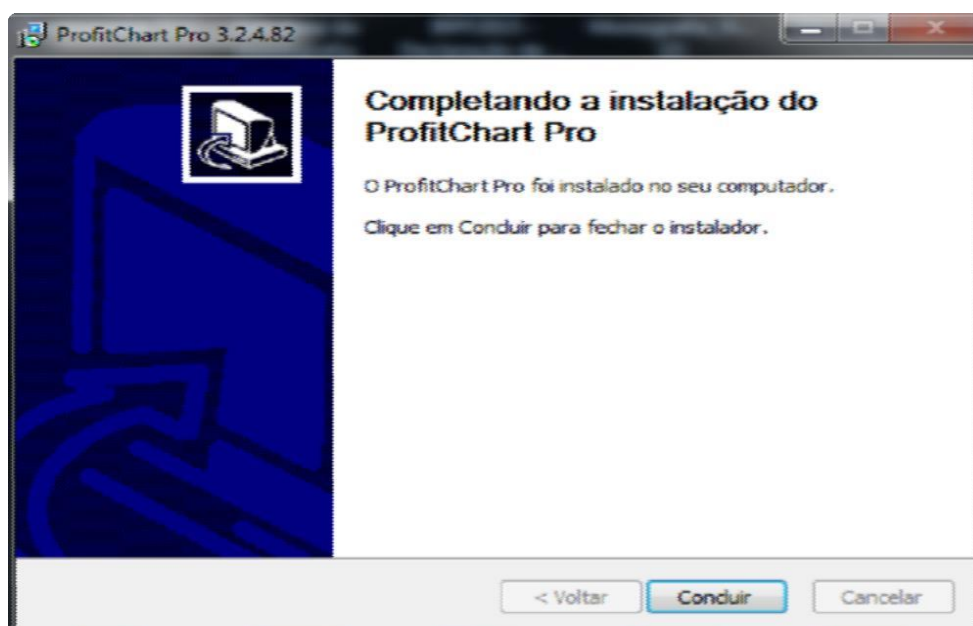 ProfitChart Pro 3.2.4.82
Completando a instalação do
ProfitChart Pro
O ProfitChart Pro foi instalado no seu computador.
Clique em Concluir para fechar o instalador.
< Voltar
Concluir
Cancelar